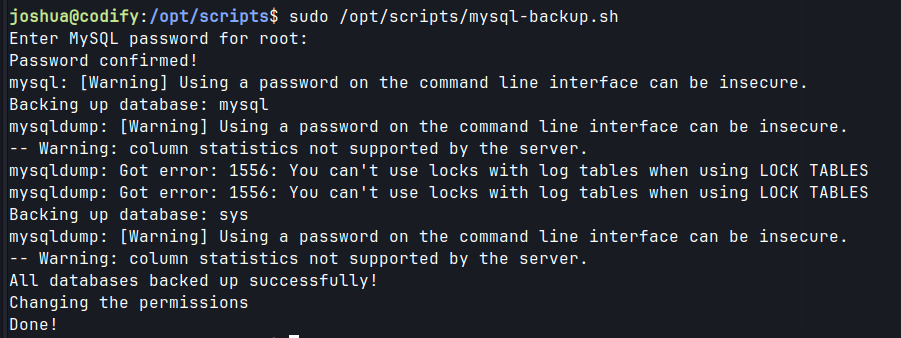 joshua@codify:/opt/scripts$ sudo /opt/scripts/mysql-backup.sh
Enter MySQL password for root:
Password confirmed!
mysql: [Warning] Using a password on the command line interface can be insecure.
Backing up database: mysql
mysqldump: [Warning] Using a password on the command line interface can be insecure.
-- Warning: column statistics not supported by the server.
mysqldump: Got error: 1556: You can't use locks with log tables when using LOCK TABLES
mysqldump: Got error: 1556: You can't use locks with log tables when using LOCK TABLES
Backing up database: sys
mysqldump: [Warning] Using a password on the command line interface can be insecure.
-- Warning: column statistics not supported by the server.
All databases backed up successfully!
Changing the permissions
Done!